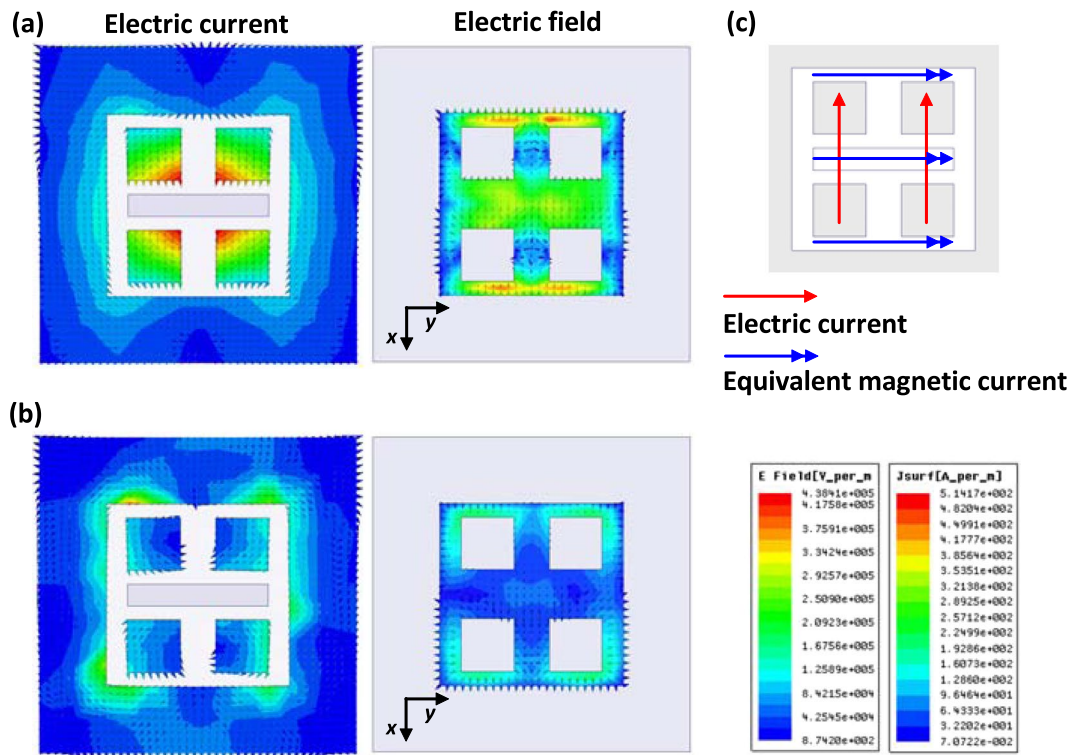 (a)
Electric current
Electric field
(c)
x
y
Electric current
Equivalent magnetic current
(b)
x
y
E Field[V_per_m
4.3841e+005
4.1758e+005
3.7591e+005
3.3424e+005
2.9257e+005
2.5090e+005
2.0923e+005
1.6756e+005
1.2589e+005
8.4215e+004
4.2545e+004
8.7420e+002
Jsurf[A_per_m]
5.1417e+002
4.8204e+002
4.4991e+002
4.1777e+002
3.8564e+002
3.5351e+002
3.2138e+002
2.8925e+002
2.5712e+002
2.2499e+002
1.9286e+002
1.6073e+002
1.2860e+002
9.6464e+001
6.4333e+001
3.2202e+001
7.0722e-002